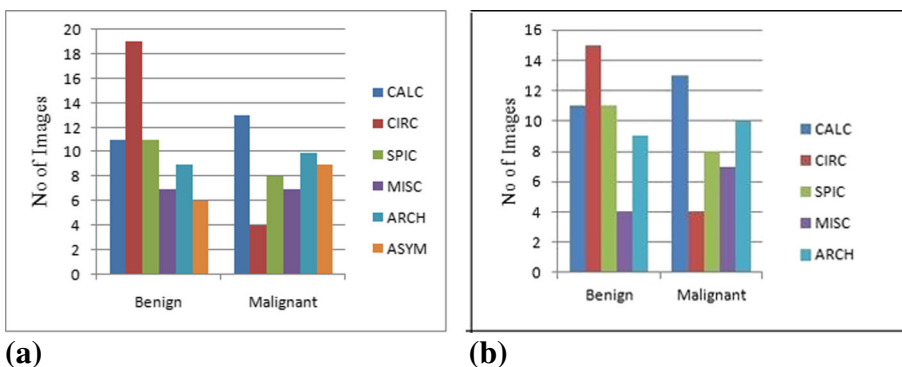 20
18
16
14
12
10
8
6
4
2
0
No of Images
Benign
Malignant
CALC
CIRC
SPIC
MISC
ARCH
ASYM
(a)
16
14
12
10
8
6
4
2
0
No of Images
Benign
Malignant
CALC
CIRC
SPIC
MISC
ARCH
(b)